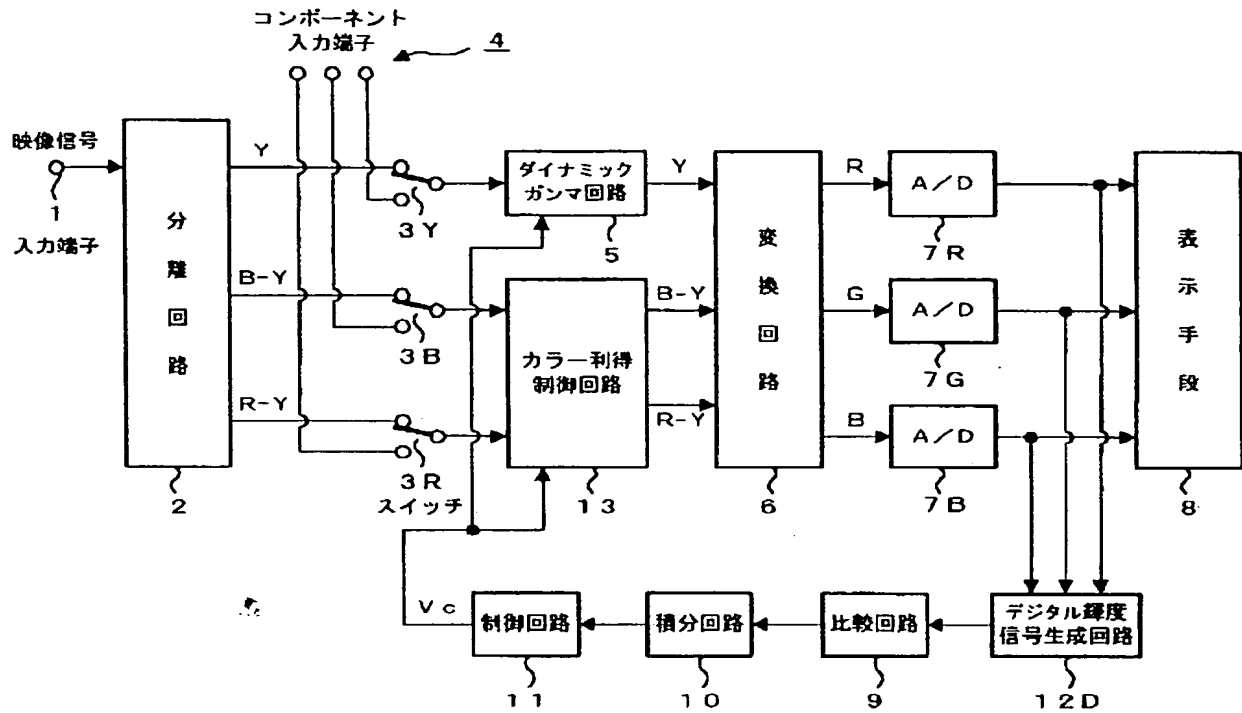 コンポーネント
入力端子
4
映像信号
1
入力端子
分離回路
2
Y
B-Y
R-Y
3Y
3B
3R
スイッチ
ダイナミック
ガンマ回路
5
カラー利得
制御回路
13
Y
B-Y
R-Y
変換回路
6
R
G
B
A/D
7R
A/D
7G
A/D
7B
表示手段
8
Vc
制御回路
11
積分回路
10
比較回路
9
デジタル輝度
信号生成回路
12D